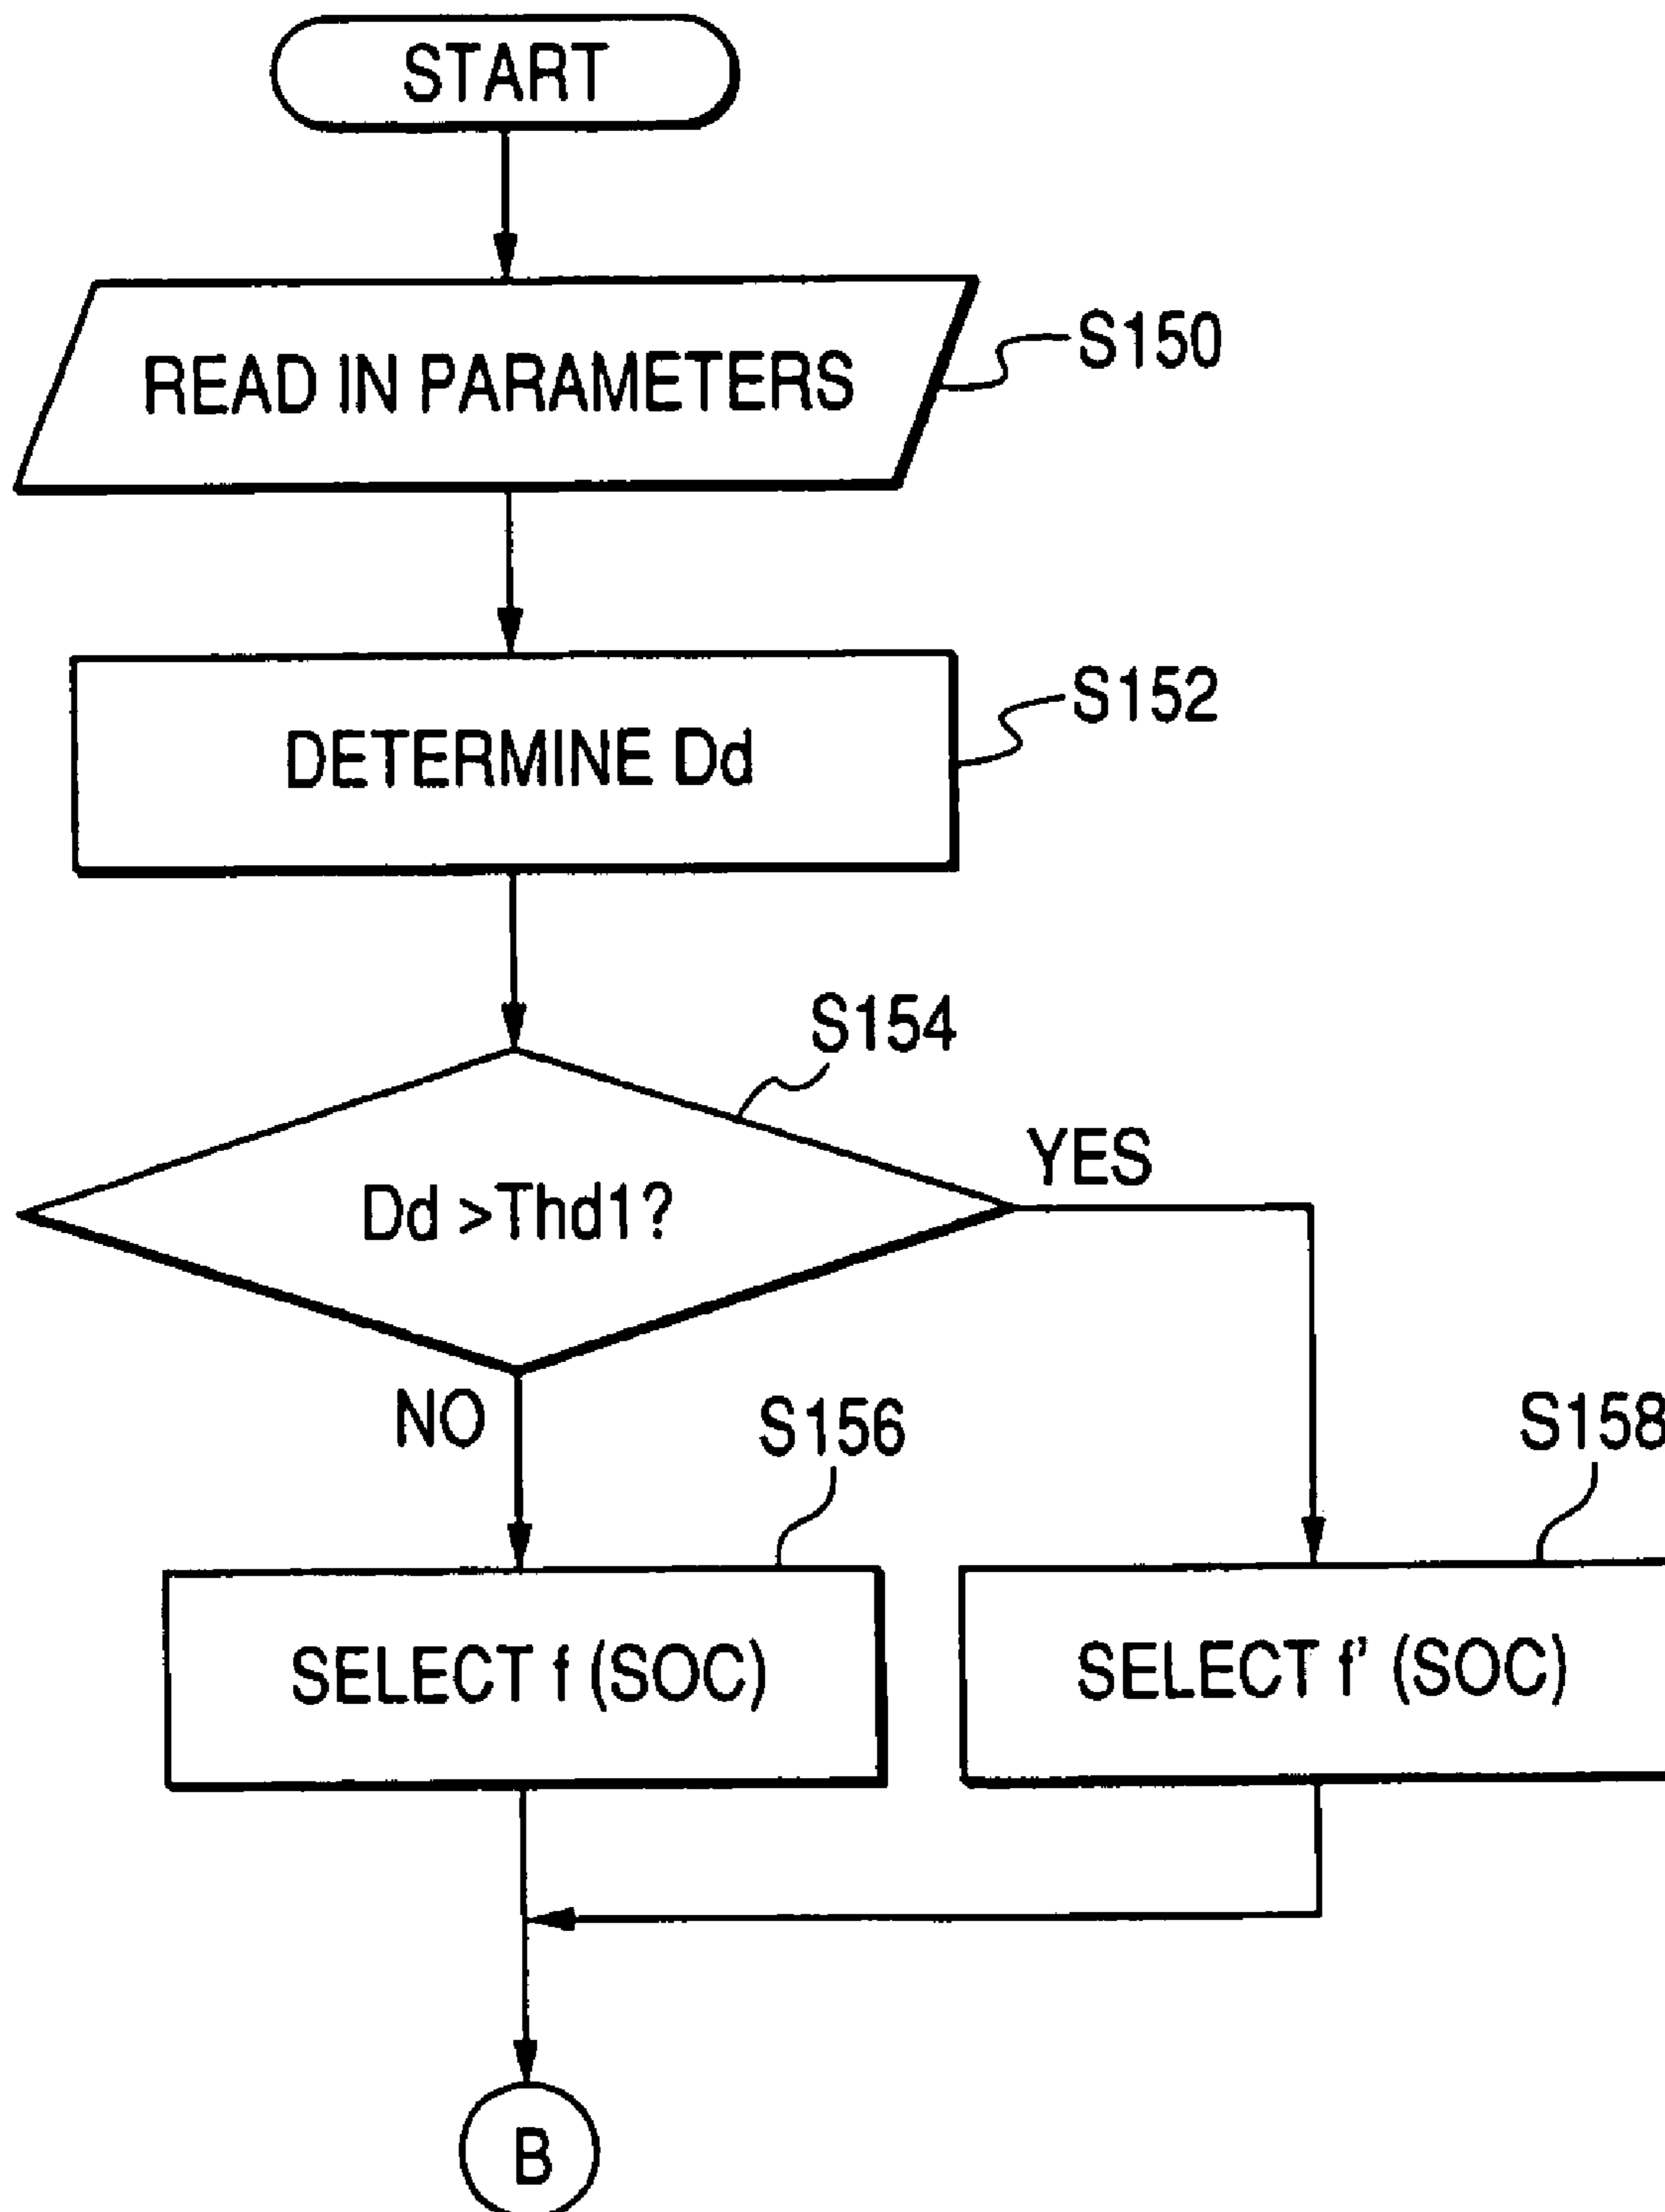 START
READ IN PARAMETERS
S150
DETERMINE Dd
S152
S154
Dd >Thd1?
YES
NO
S156
S158
SELECT f (SOC)
SELECT f' (SOC)
B